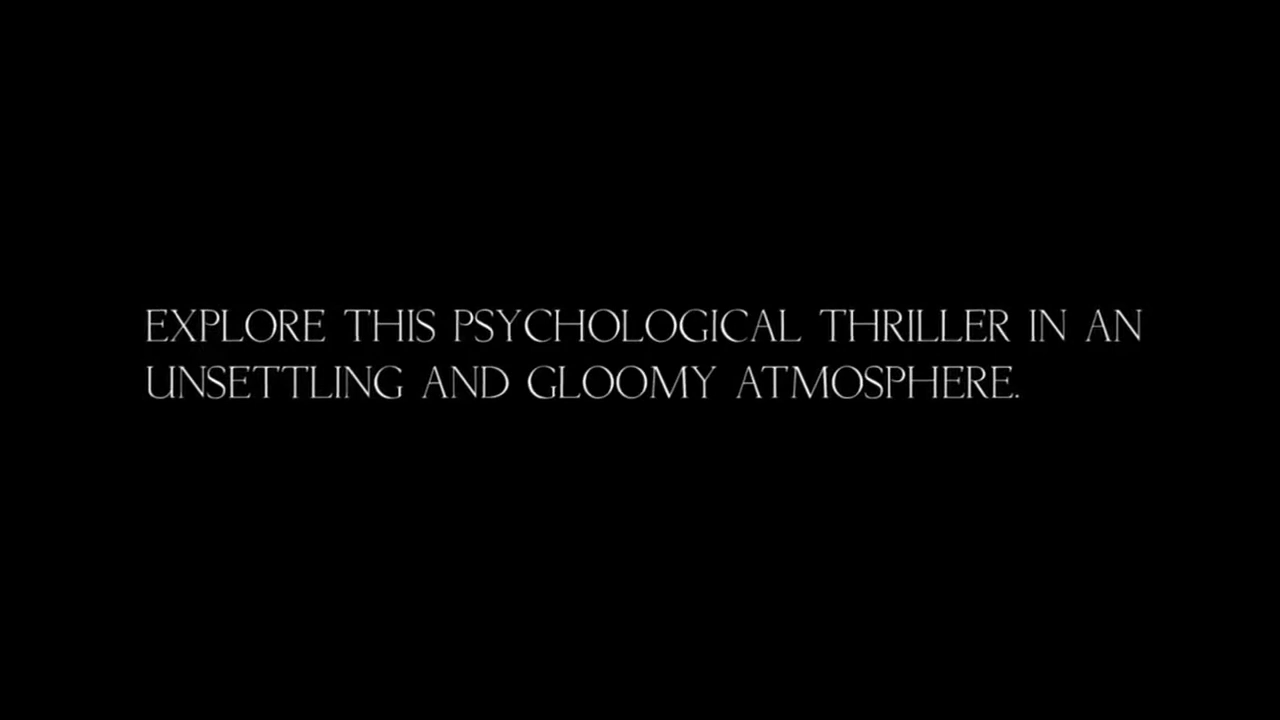 EXPLORE THIS PSYCHOLOGICAL THRILLER IN AN
UNSETTLING AND GLOOMY ATMOSPHERE.